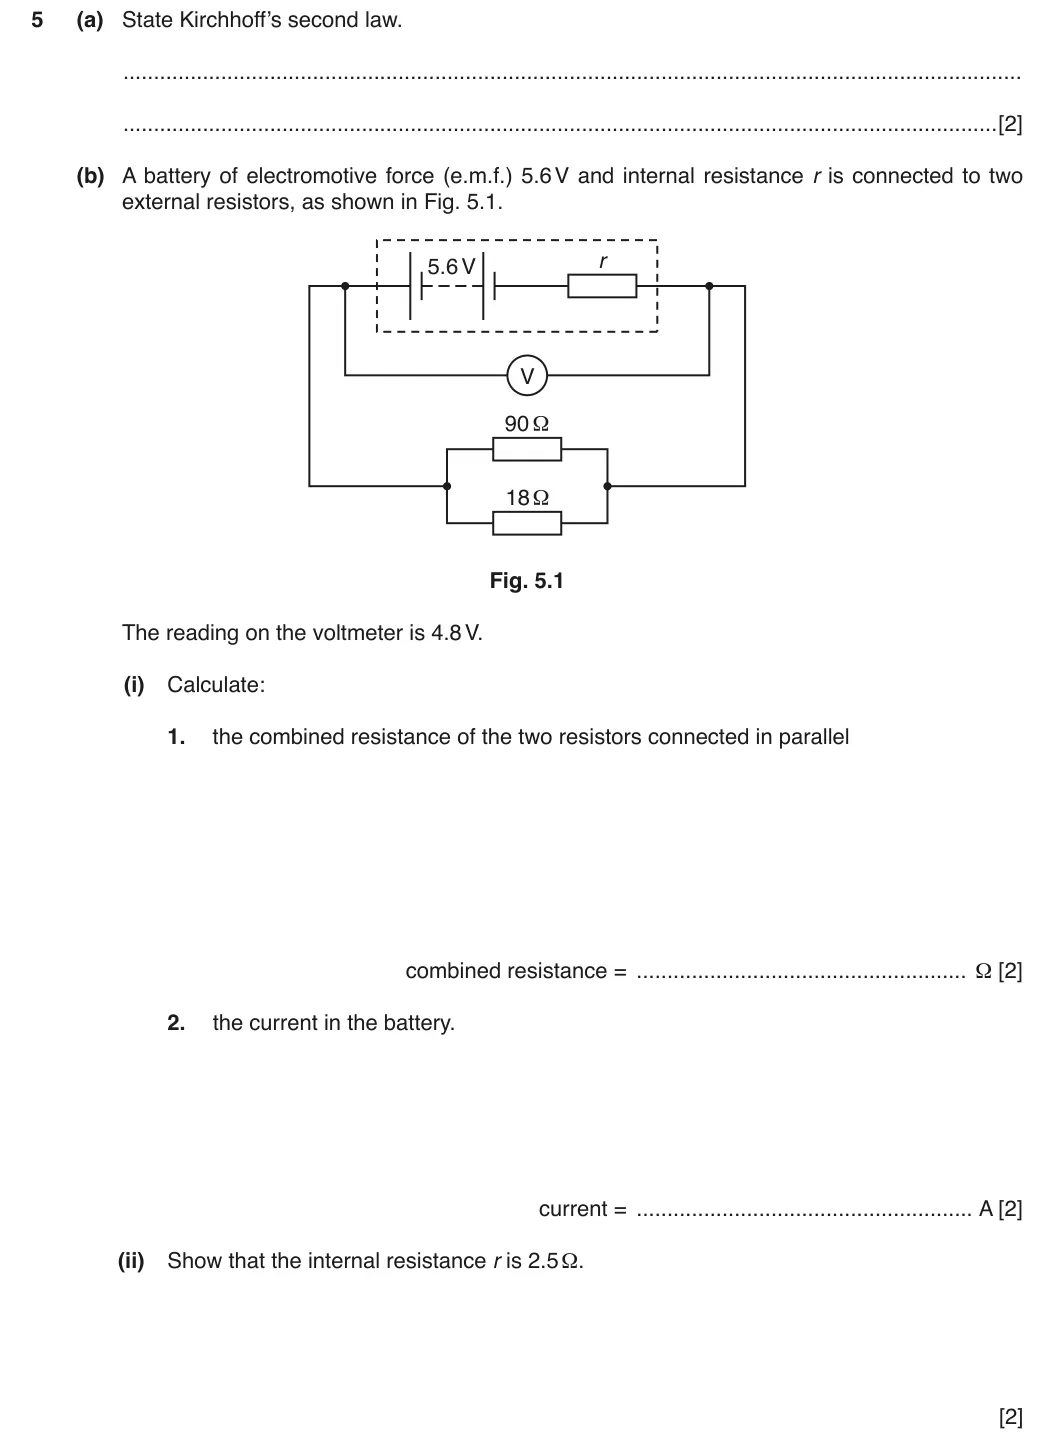 5 (a) State Kirchhoff's second law.
..........................................................................................................................................................
......................................................................................................................................................[2]
(b) A battery of electromotive force (e.m.f.) 5.6 V and internal resistance r is connected to two
external resistors, as shown in Fig. 5.1.
5.6 V r
V
90 Ω
18 Ω
Fig. 5.1
The reading on the voltmeter is 4.8 V.
(i) Calculate:
1. the combined resistance of the two resistors connected in parallel
combined resistance = ...................................................... Ω [2]
2. the current in the battery.
current = ....................................................... A [2]
(ii) Show that the internal resistance r is 2.5 Ω.
[2]